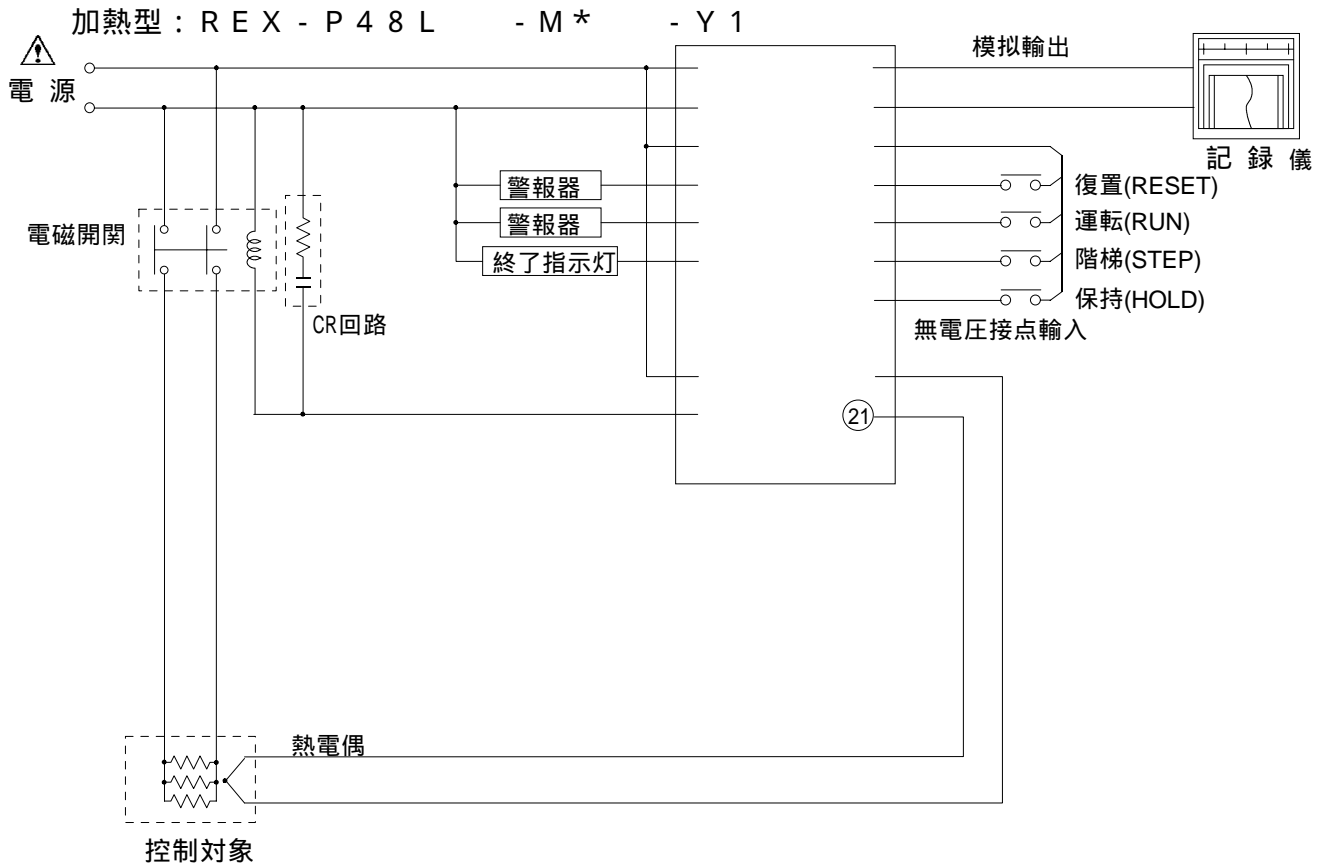 加熱型：ＲＥＸ－Ｐ４８Ｌ　－Ｍ*　－Ｙ１
電 源
模拟輸出
記 録 儀
警報器
復置(RESET)
警報器
運転(RUN)
電磁開関
終了指示灯
階梯(STEP)
保持(HOLD)
CR回路
無電圧接点輸入
21
熱電偶
控制対象